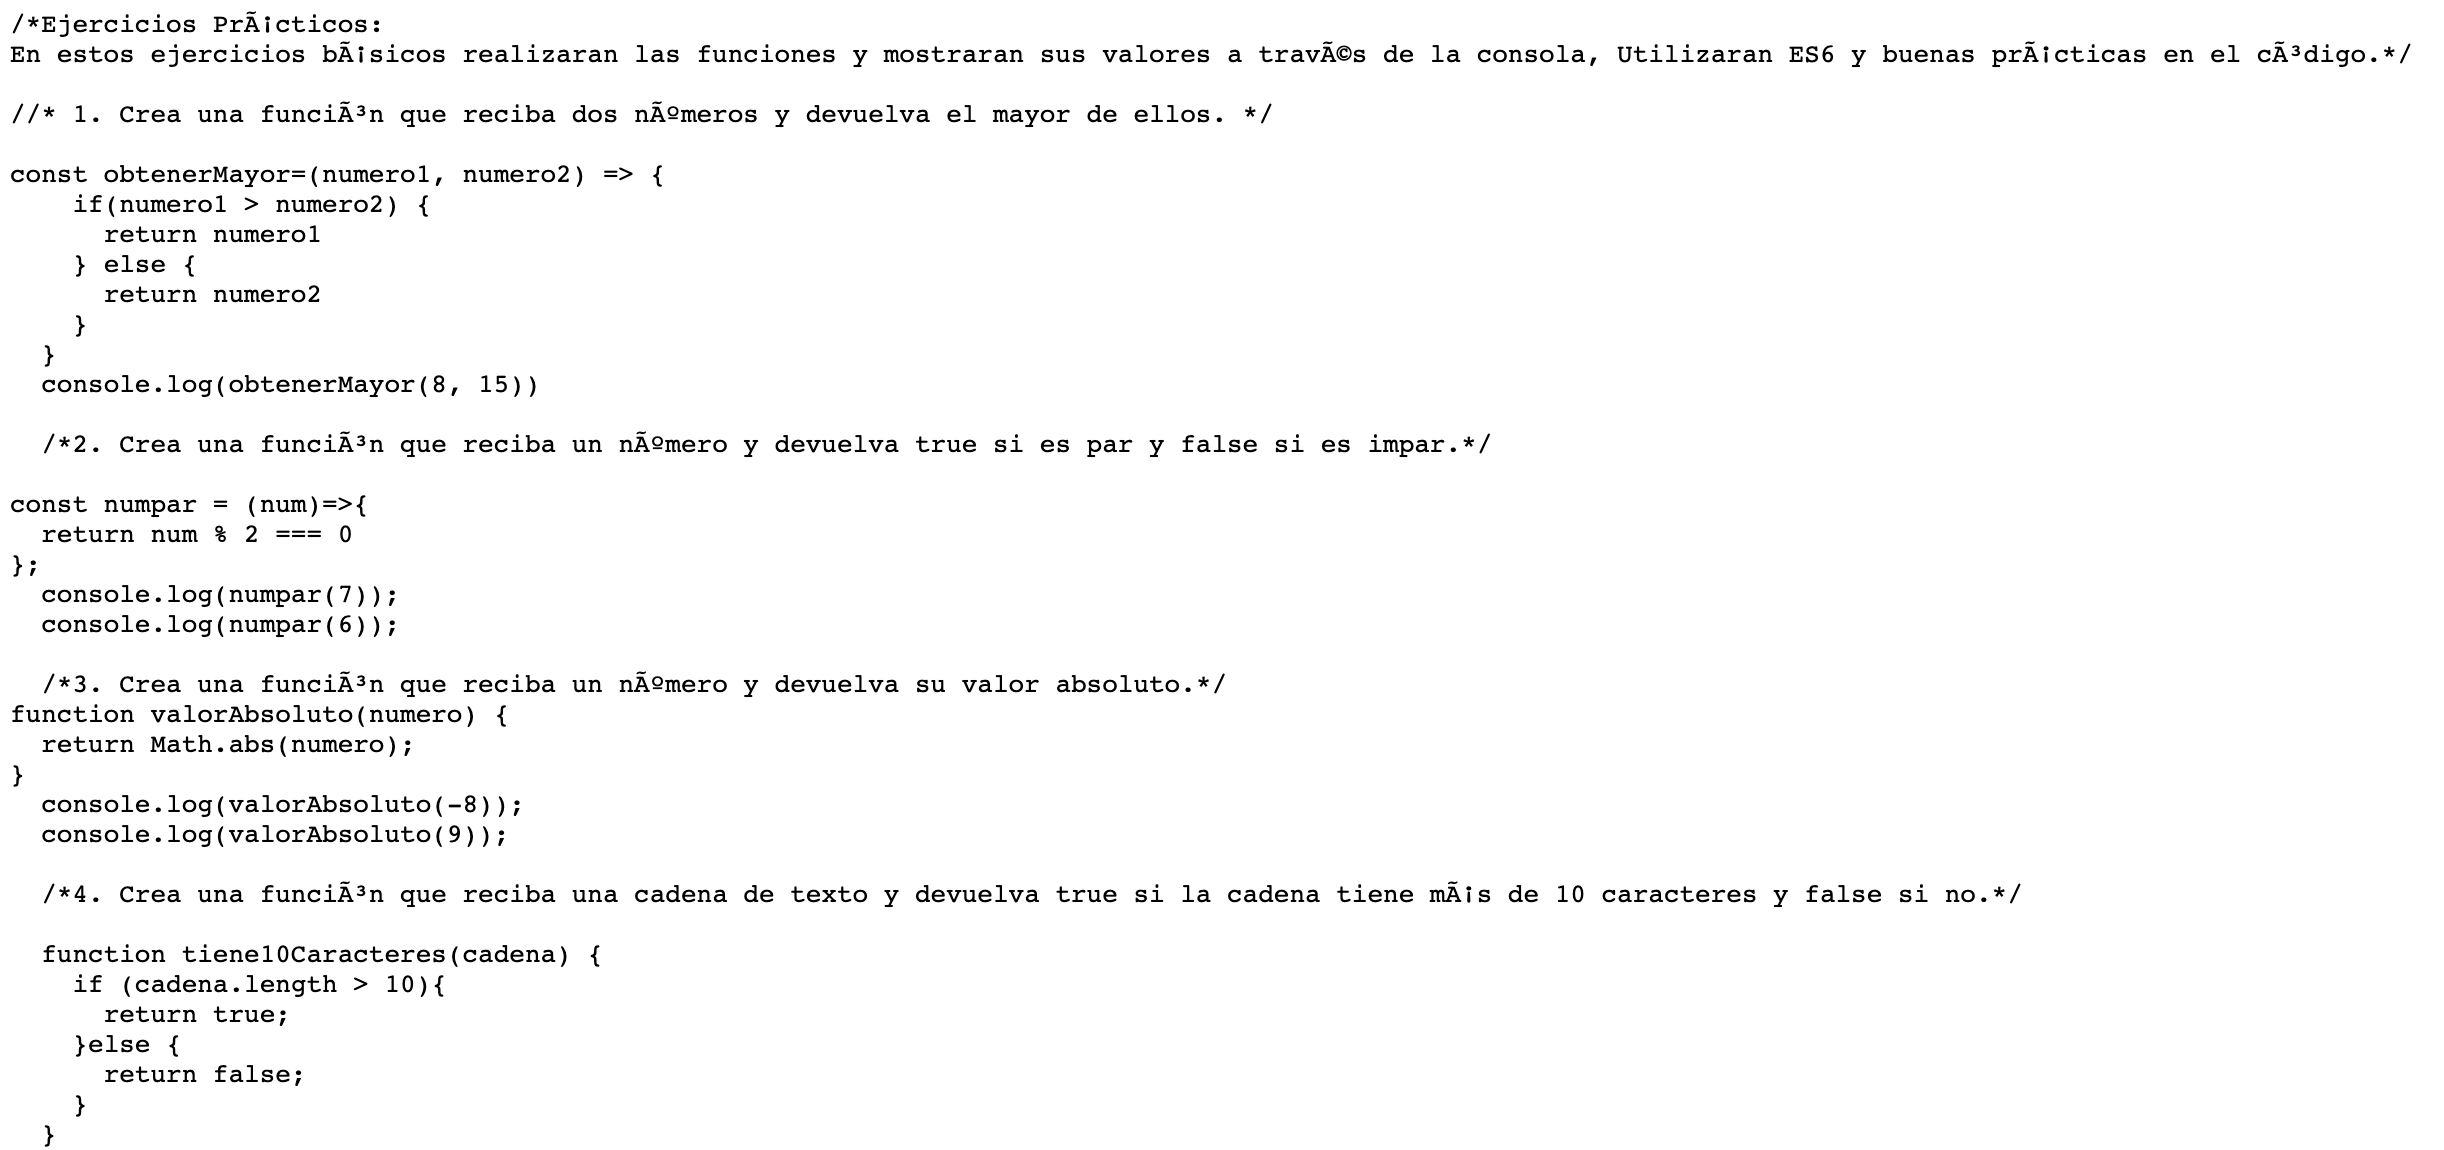 /*Ejercicios PrÃ¡cticos:
En estos ejercicios bÃ¡sicos realizaran las funciones y mostraran sus valores a travÃ©s de la consola, Utilizaran ES6 y buenas prÃ¡cticas en el cÃ³digo.*/
//* 1. Crea una funciÃ³n que reciba dos nÃºmeros y devuelva el mayor de ellos. */
const obtenerMayor=(numero1, numero2) => {
    if(numero1 > numero2) {
      return numero1
    } else {
      return numero2
    }
  }
  console.log(obtenerMayor(8, 15))
  /*2. Crea una funciÃ³n que reciba un nÃºmero y devuelva true si es par y false si es impar.*/
const numpar = (num)=>{
  return num % 2 === 0
};
  console.log(numpar(7));
  console.log(numpar(6));
  /*3. Crea una funciÃ³n que reciba un nÃºmero y devuelva su valor absoluto.*/
function valorAbsoluto(numero) {
  return Math.abs(numero);
}
  console.log(valorAbsoluto(-8));
  console.log(valorAbsoluto(9));
  /*4. Crea una funciÃ³n que reciba una cadena de texto y devuelva true si la cadena tiene mÃ¡s de 10 caracteres y false si no.*/
  function tiene10Caracteres(cadena) {
    if (cadena.length > 10){
      return true;
    }else {
      return false;
    }
  }